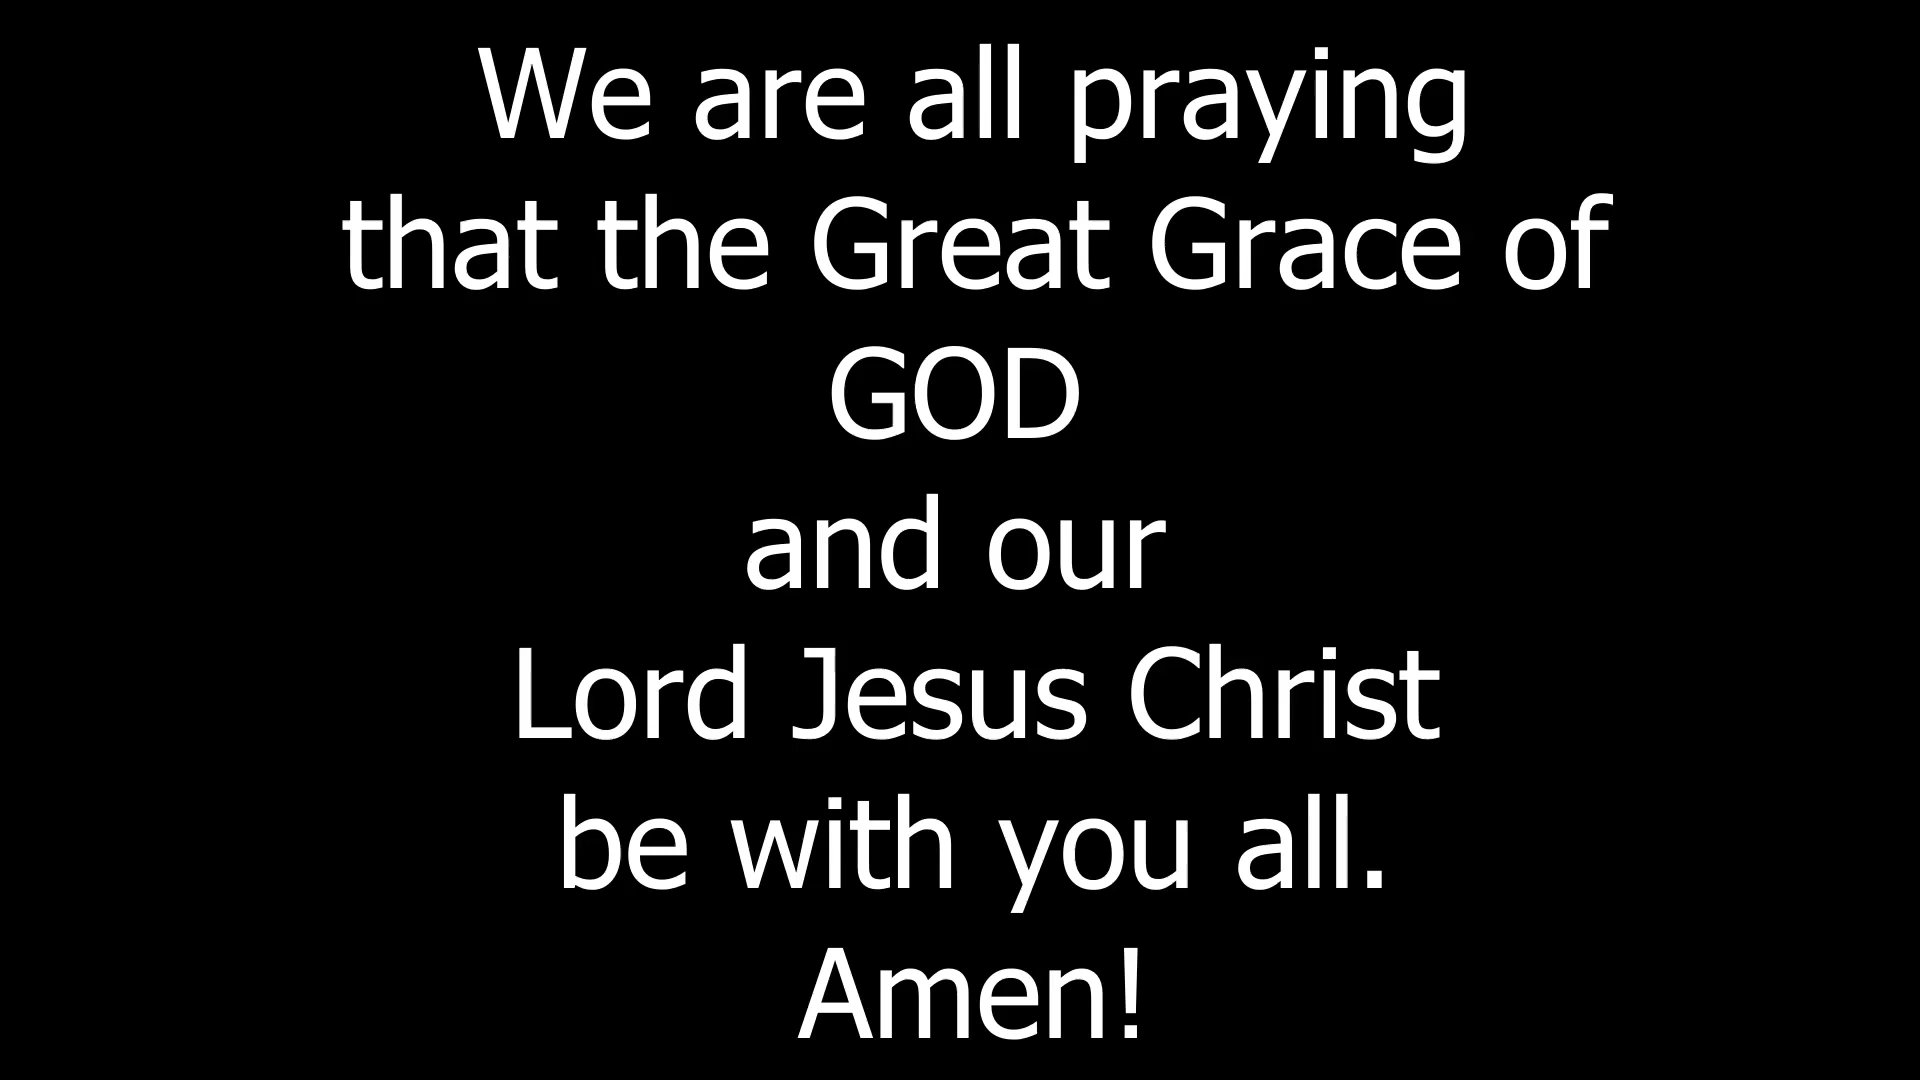 We are all praying
that the Great Grace of
GOD
and our
Lord Jesus Christ
be with you all.
Amen!